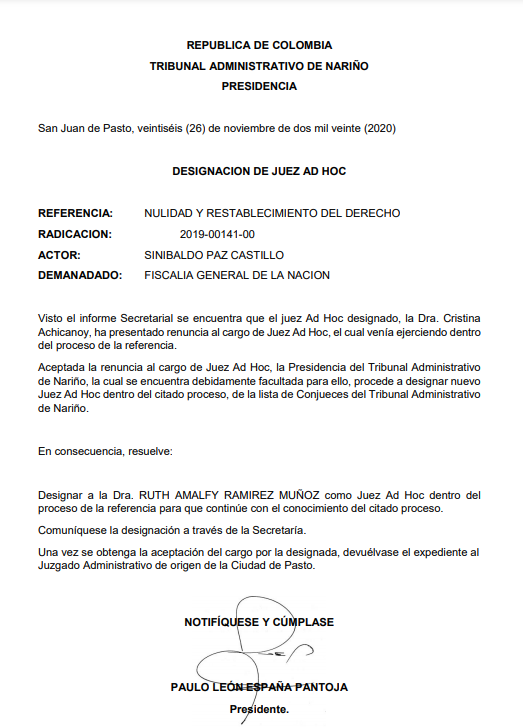 REPUBLICA DE COLOMBIA
TRIBUNAL ADMINISTRATIVO DE NARIÑO
PRESIDENCIA
San Juan de Pasto, veintiséis (26) de noviembre de dos mil veinte (2020)
DESIGNACION DE JUEZ AD HOC
REFERENCIA: NULIDAD Y RESTABLECIMIENTO DEL DERECHO
RADICACION: 2019-00141-00
ACTOR: SINIBALDO PAZ CASTILLO
DEMANADADO: FISCALIA GENERAL DE LA NACION
Visto el informe Secretarial se encuentra que el juez Ad Hoc designado, la Dra. Cristina
Achicanoy, ha presentado renuncia al cargo de Juez Ad Hoc, el cual venía ejerciendo dentro
del proceso de la referencia.
Aceptada la renuncia al cargo de Juez Ad Hoc, la Presidencia del Tribunal Administrativo
de Nariño, la cual se encuentra debidamente facultada para ello, procede a designar nuevo
Juez Ad Hoc dentro del citado proceso, de la lista de Conjueces del Tribunal Administrativo
de Nariño.
En consecuencia, resuelve:
Designar a la Dra. RUTH AMALFY RAMIREZ MUÑOZ como Juez Ad Hoc dentro del
proceso de la referencia para que continúe con el conocimiento del citado proceso.
Comuníquese la designación a través de la Secretaría.
Una vez se obtenga la aceptación del cargo por la designada, devuélvase el expediente al
Juzgado Administrativo de origen de la Ciudad de Pasto.
NOTIFÍQUESE Y CÚMPLASE
PAULO LEÓN ESPAÑA PANTOJA
Presidente.